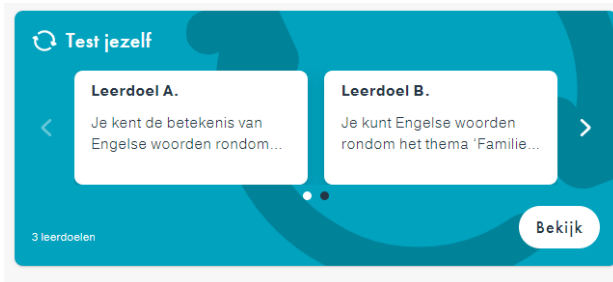 Test jezelf
Leerdoel A.
Je kent de betekenis van
Engelse woorden rondom...
Leerdoel B.
Je kunt Engelse woorden
rondom het thema ‘Familie...
3 leerdoelen
Bekijk